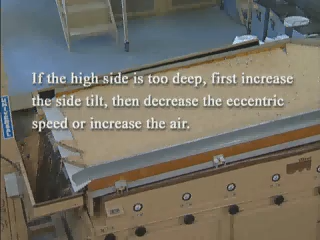 If the high side is too deep, first increase
the side tilt, then decrease the eccentric
speed or increase the air.